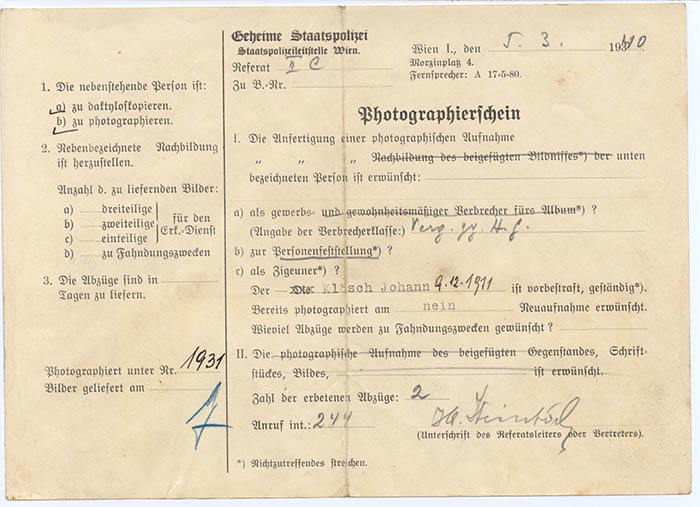 1. Die nebenstehende Person ist:
a) zu daktyloskopieren.
b) zu photographieren.
2. Nebenbezeichnete Nachbildung
ist herzustellen.
Anzahl d. zu liefernden Bilder:
a) dreiteilige
b) zweiteilige
c) einteilige
für den
Erk.-Dienst
d) zu Fahndungszwecken
3. Die Abzüge sind in
Tagen zu liefern.
Photographiert unter Nr. 1931
Bilder geliefert am
Geheime Staatspolizei
Staatspolizeileitstelle Wien.
Referat II C
Zu B.-Nr.
Wien I., den 5. 3. 1940.
Morzinplatz 4.
Fernsprecher: A 17-5-80.
Photographierschein
I. Die Anfertigung einer photographischen Aufnahme
„ „ „ Nachbildung des beigefügten Bildnisses*) der unten
bezeichneten Person ist erwünscht:
a) als gewerbs- und gewohnheitsmäßiger Verbrecher fürs Album*) ?
(Angabe der Verbrecherklasse: Verg. gg. H.G.
b) zur Personenfeststellung*) ?
c) als Zigeuner*) ?
Der Klösch Johann 9.12.1911 ist vorbestraft, geständig*).
Bereits photographiert am nein Neuaufnahme erwünscht.
Wieviel Abzüge werden zu Fahndungszwecken gewünscht ?
II. Die photographische Aufnahme des beigefügten Gegenstandes, Schrift-
stückes, Bildes, ist erwünscht.
Zahl der erbetenen Abzüge: 2
Anruf int.: 244
(Unterschrift des Referatsleiters oder Vertreters).
*) Nichtzutreffendes streichen.